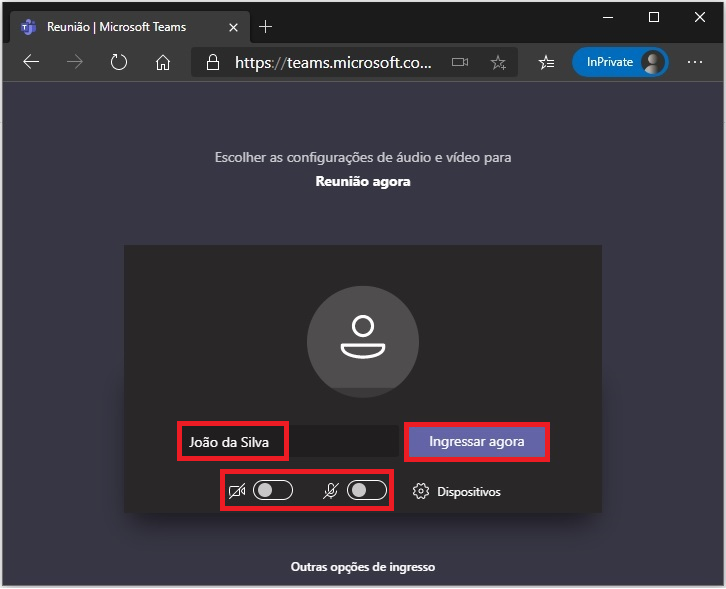 Reunião | Microsoft Teams
https://teams.microsoft.co...
InPrivate
Escolher as configurações de áudio e vídeo para
Reunião agora
João da Silva
Ingressar agora
Dispositivos
Outras opções de ingresso